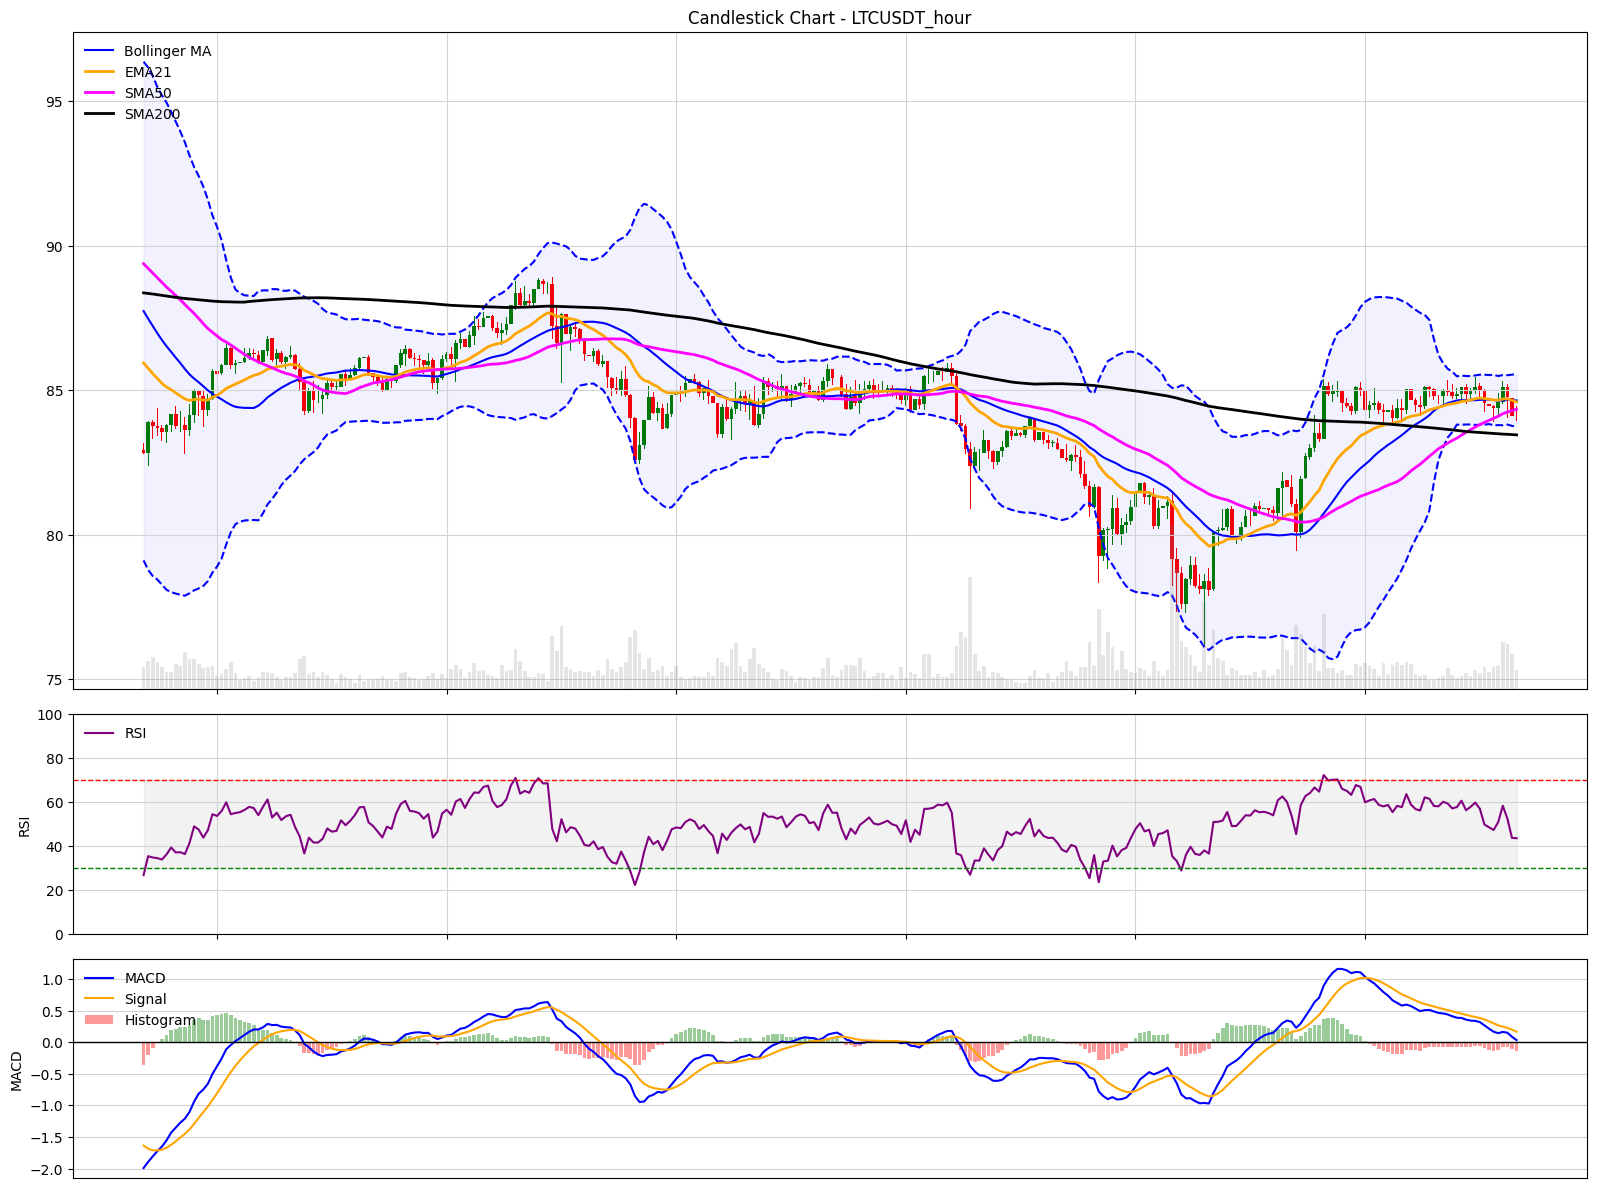 Candlestick Chart - LTCUSDT_hour
Bollinger MA
EMA21
SMA50
SMA200
95
90
85
80
75
100
80
60
40
20
0
RSI
RSI
1.0
0.5
0.0
−0.5
−1.0
−1.5
−2.0
MACD
MACD
Signal
Histogram